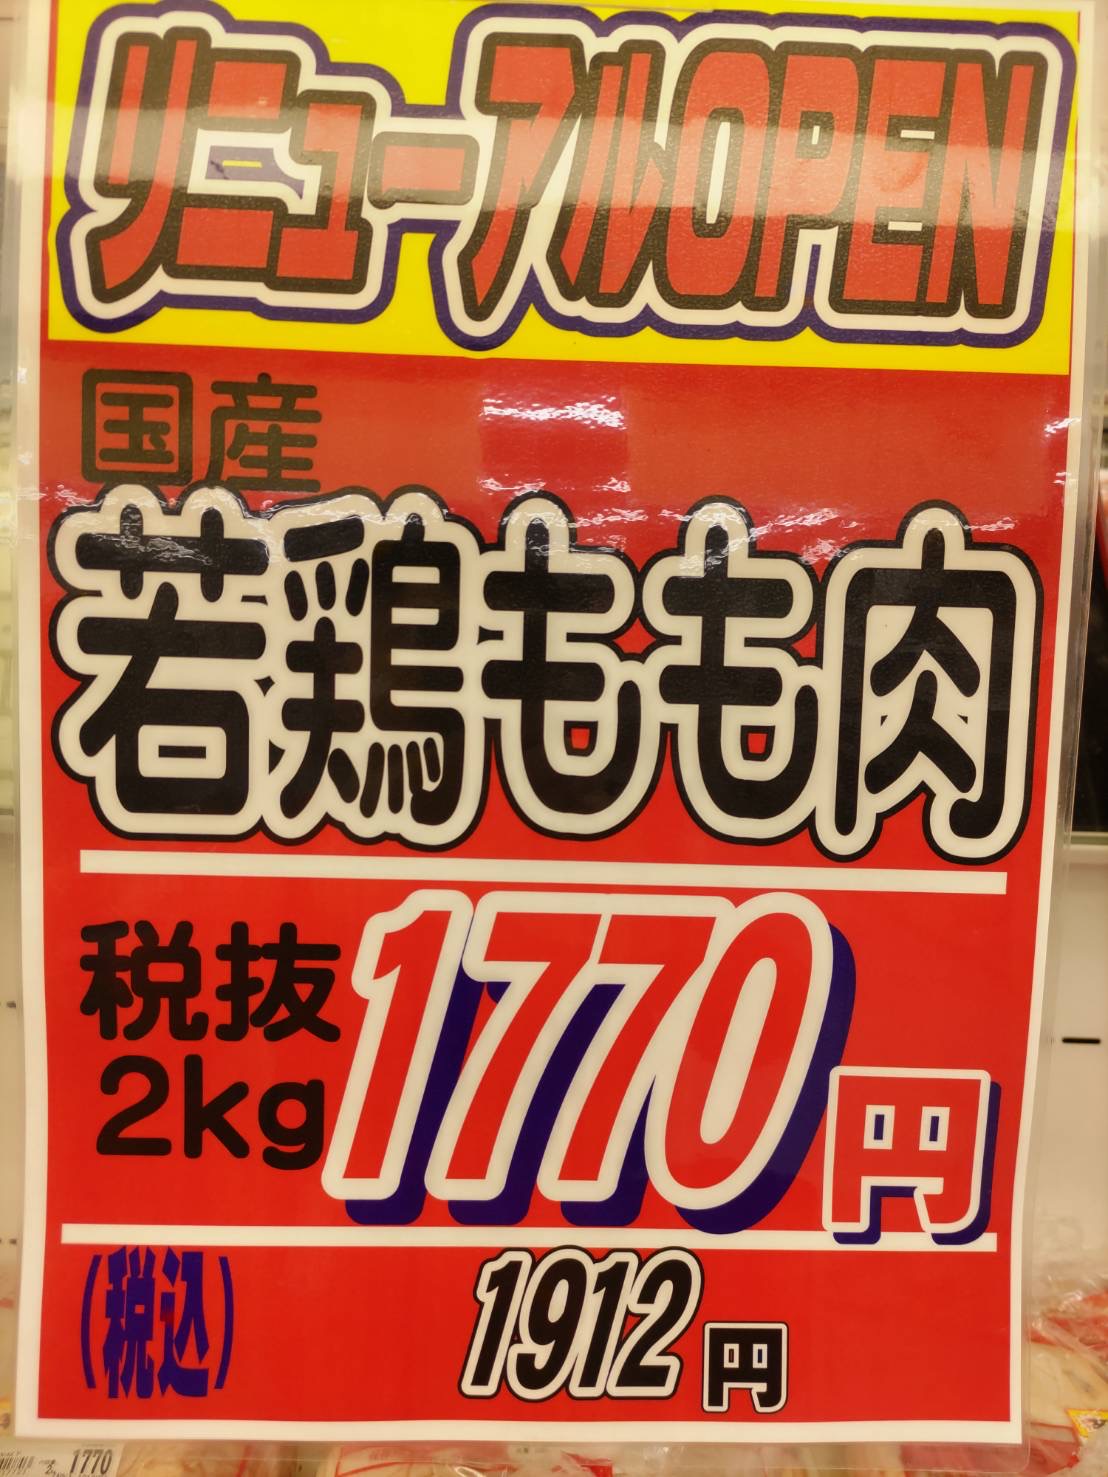 リニューアルOPEN
国産
若鶏もも肉
税抜
2kg
1770円
(税込)
1912円
1770